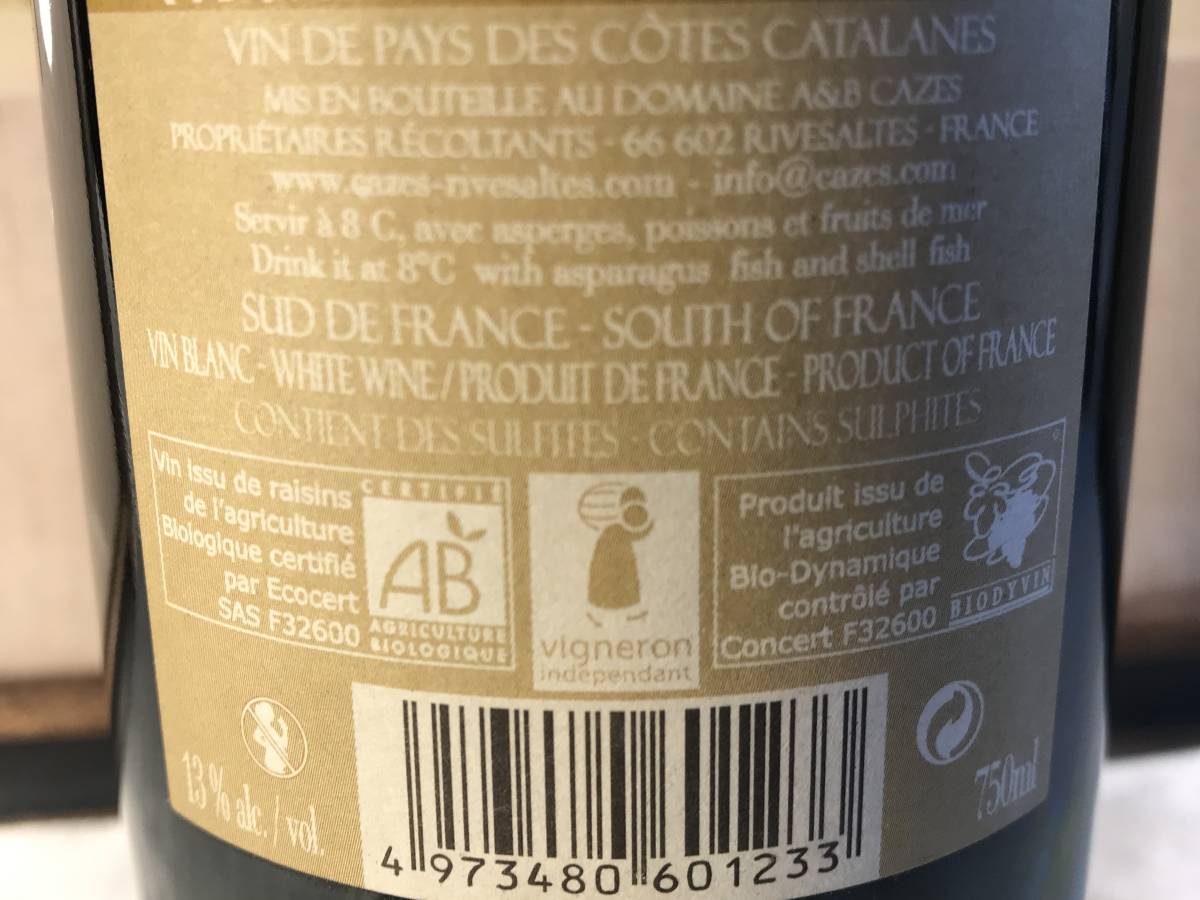 VIN DE PAYS DES CÔTES CATALANES
MIS EN BOUTEILLE AU DOMAINE A&B CAZES
PROPRIÉTAIRES RÉCOLTANTS - 66 602 RIVESALTES - FRANCE
www.cazes-rivesaltes.com - info@cazes.com
Servir à 8 C, avec asperges, poissons et fruits de mer
Drink it at 8°C with asparagus fish and shell fish
SUD DE FRANCE - SOUTH OF FRANCE
VIN BLANC - WHITE WINE / PRODUIT DE FRANCE - PRODUCT OF FRANCE
CONTIENT DES SULFITES - CONTAINS SULPHITES
Vin issu de raisins
de l'agriculture
Biologique certifié
par Ecocert
SAS F32600
CERTIFIÉ
AB
AGRICULTURE
BIOLOGIQUE
vigneron
indépendant
Produit issu de
l'agriculture
Bio-Dynamique
contrôlé par
Concert F32600
BIODYVIN
13 % alc. / vol.
750ml
4 973480 601233